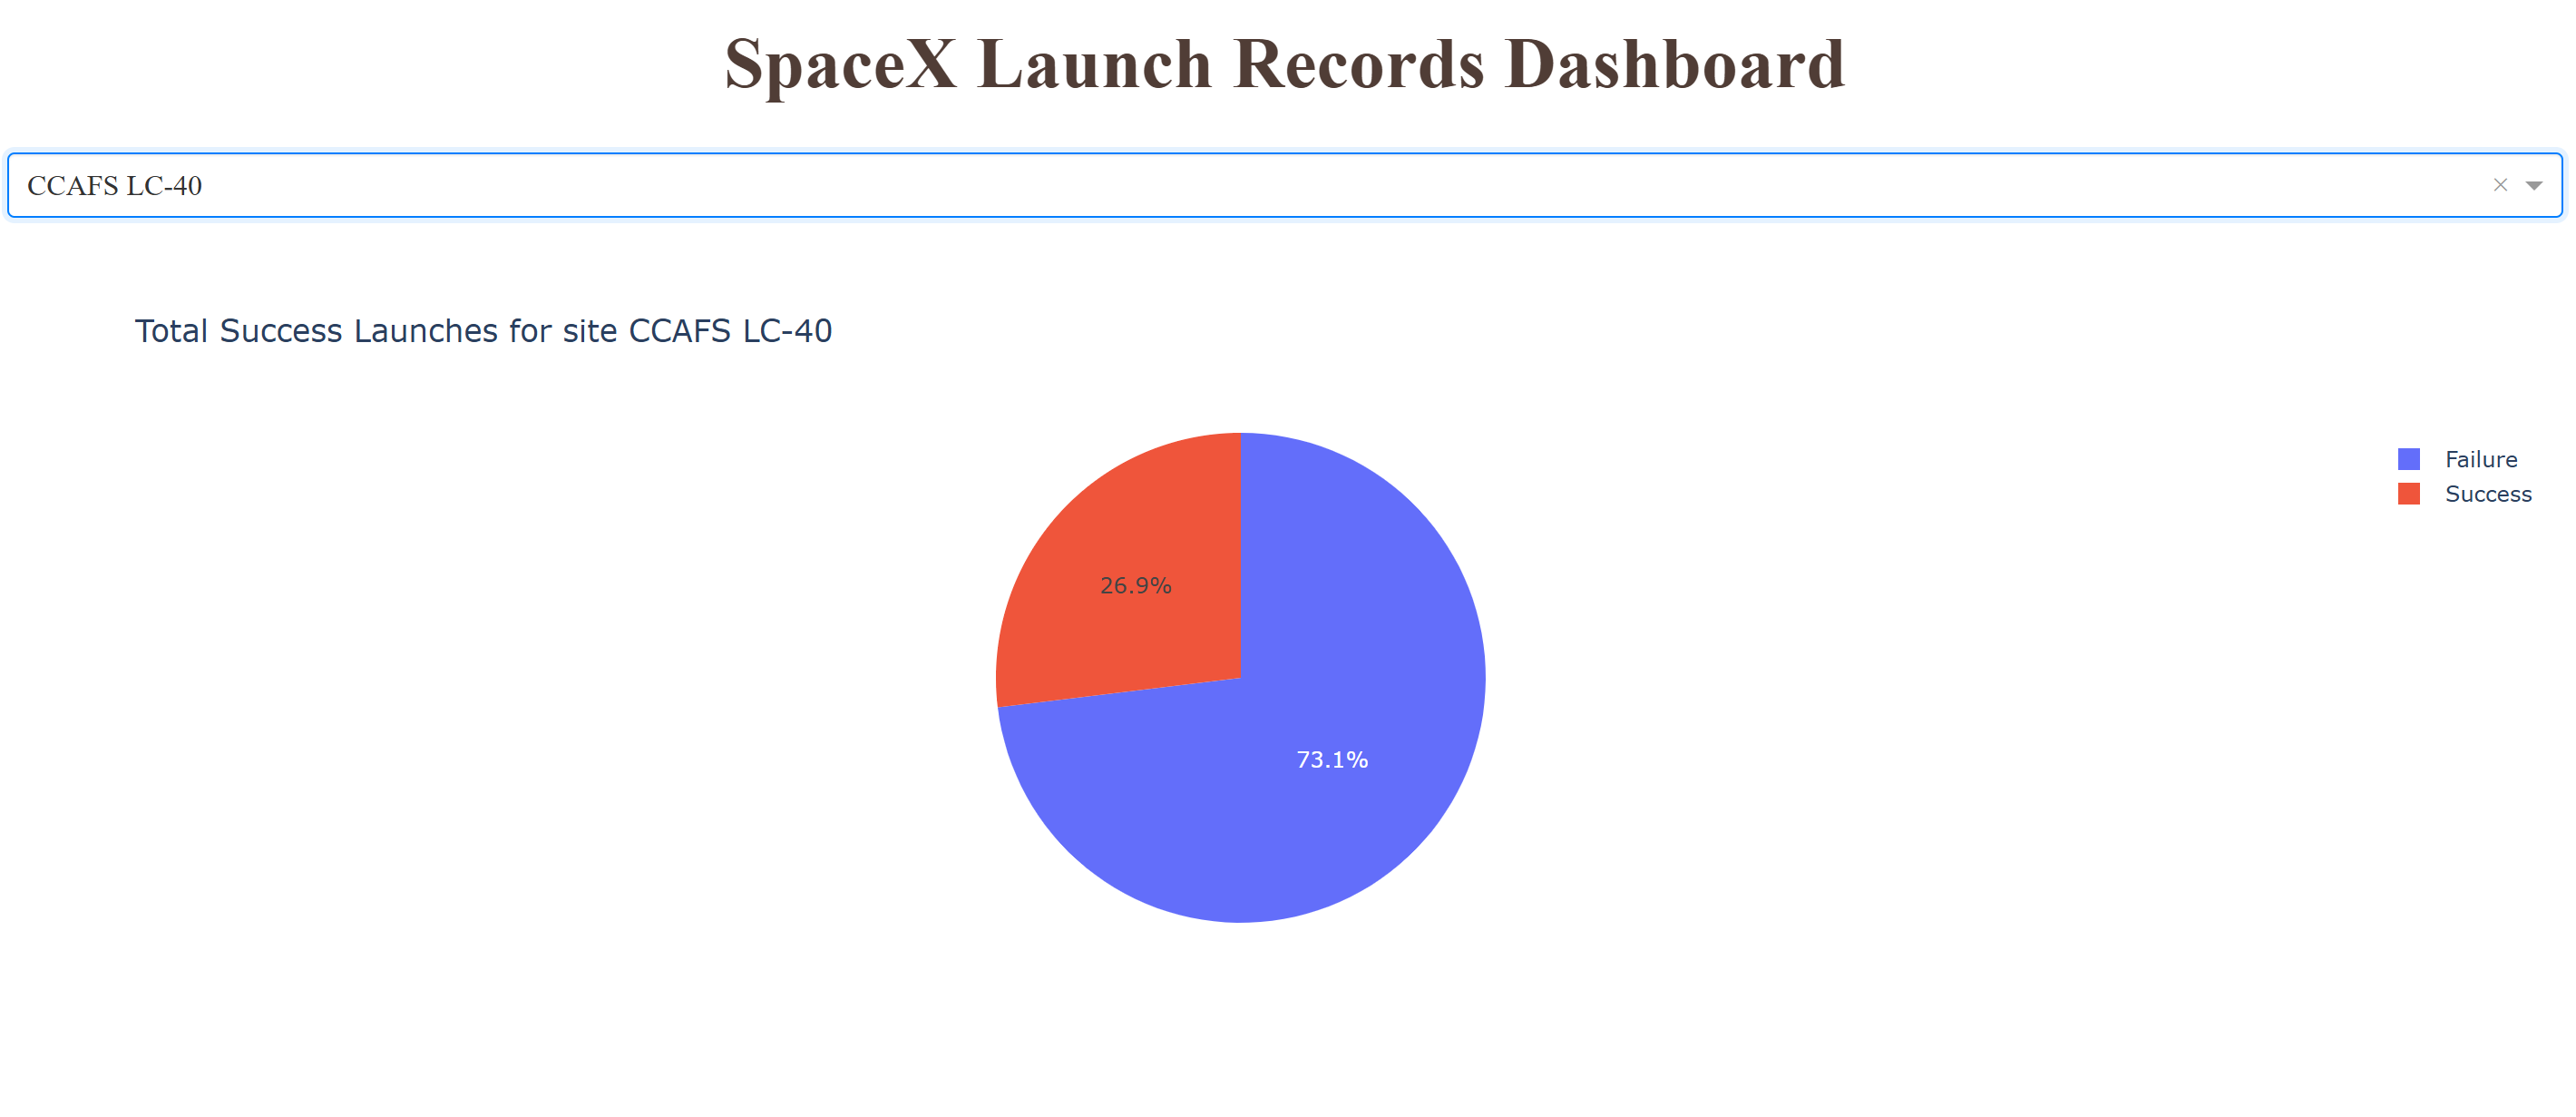 SpaceX Launch Records Dashboard
CCAFS LC-40
Total Success Launches for site CCAFS LC-40
Failure
Success
26.9%
73.1%